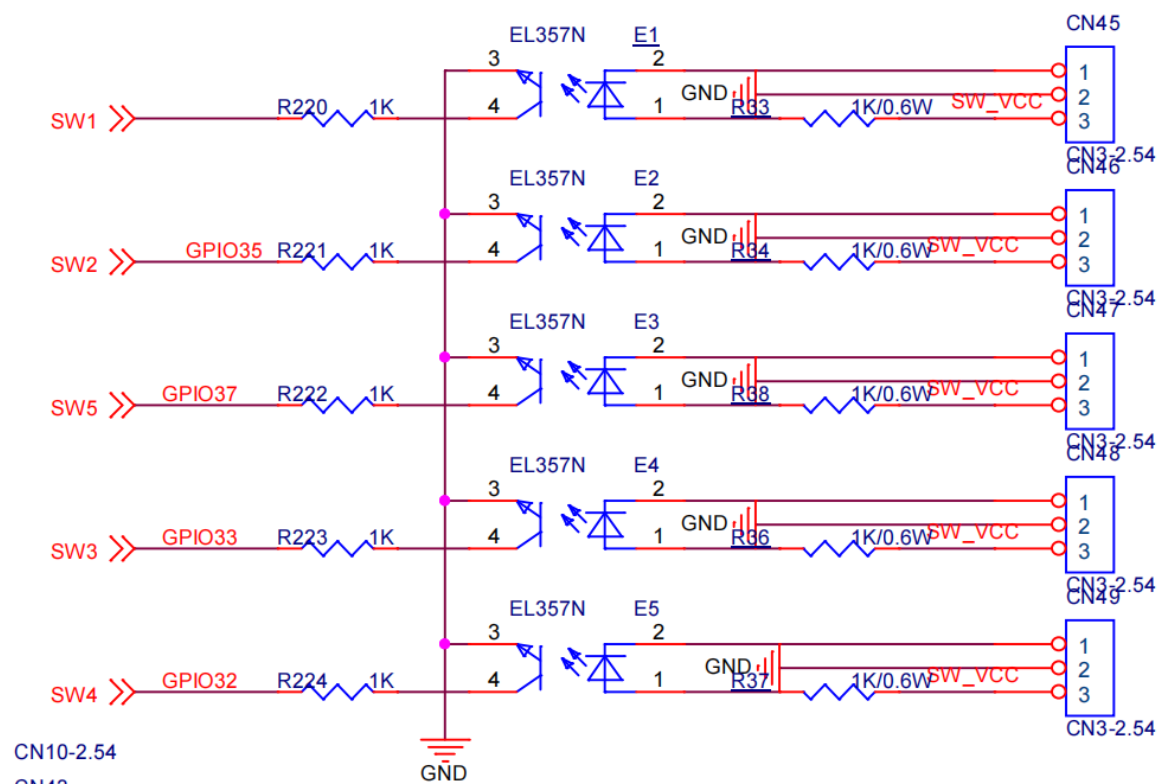 CN45
EL357N E1
3 2 1
GND 2
SW1 R220 1K 4 1 R33 1K/0.6W SW_VCC 3
CN3-2.54
CN46
EL357N E2
3 2 1
GND 2
SW2 GPIO35 R221 1K 4 1 R34 1K/0.6W SW_VCC 3
CN3-2.54
CN47
EL357N E3
3 2 1
GND 2
SW5 GPIO37 R222 1K 4 1 R38 1K/0.6W SW_VCC 3
CN3-2.54
CN48
EL357N E4
3 2 1
GND 2
SW3 GPIO33 R223 1K 4 1 R36 1K/0.6W SW_VCC 3
CN3-2.54
CN49
EL357N E5
3 2 1
GND 2
SW4 GPIO32 R224 1K 4 1 R37 1K/0.6W SW_VCC 3
CN3-2.54
CN10-2.54
GND